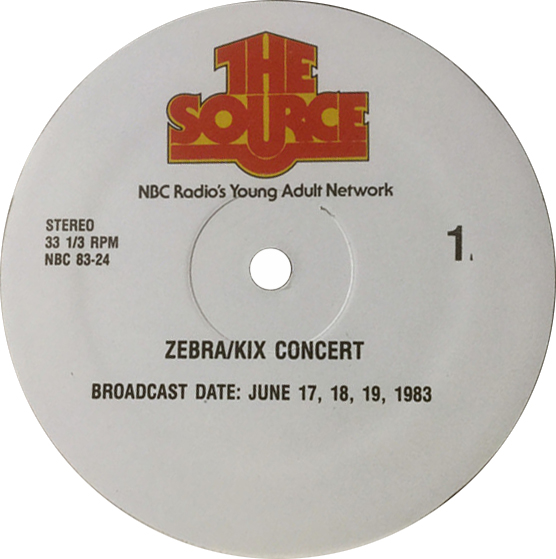 THE
SOURCE
NBC Radio's Young Adult Network
STEREO
33 1/3 RPM
NBC 83-24
1.
ZEBRA/KIX CONCERT
BROADCAST DATE: JUNE 17, 18, 19, 1983